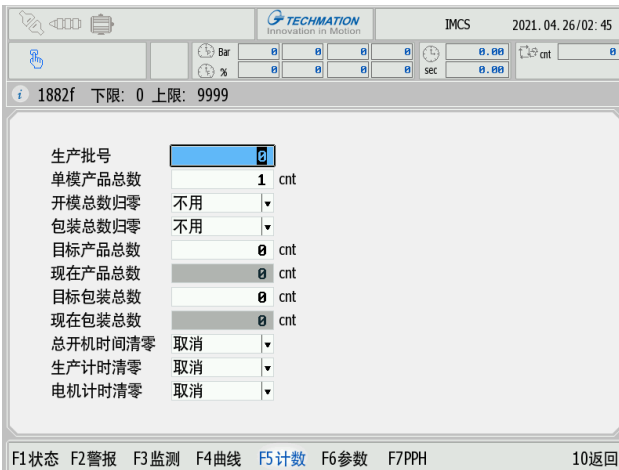 TECHMATION
Innovation in Motion
IMCS
2021.04.26/02:45
Bar 0 0 0 0 0.00 cnt 0
% 0 0 0 0 sec 0.00
i 1882f 下限: 0 上限: 9999
生产批号 0
单模产品总数 1 cnt
开模总数归零 不用
包装总数归零 不用
目标产品总数 0 cnt
现在产品总数 0 cnt
目标包装总数 0 cnt
现在包装总数 0 cnt
总开机时间清零 取消
生产计时清零 取消
电机计时清零 取消
F1状态 F2警报 F3监测 F4曲线 F5计数 F6参数 F7PPH 10返回